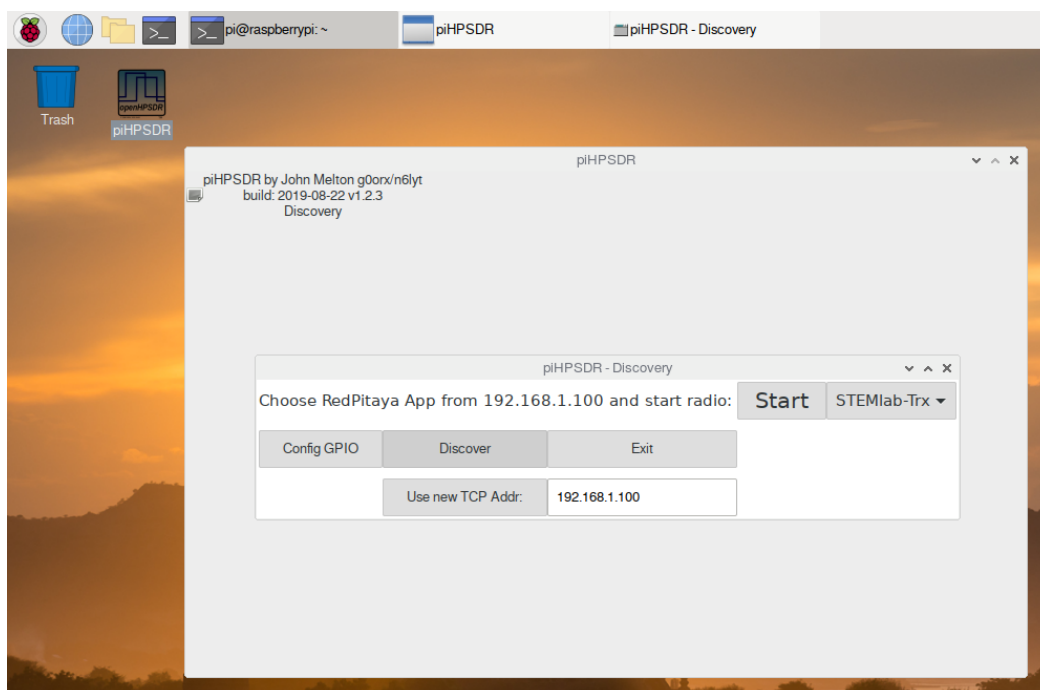 pi@raspberrypi: ~
piHPSDR
piHPSDR - Discovery
Trash
openHPSDR
piHPSDR
piHPSDR
piHPSDR by John Melton g0orx/n6lyt
build: 2019-08-22 v1.2.3
Discovery
piHPSDR - Discovery
Choose RedPitaya App from 192.168.1.100 and start radio: Start STEMlab-Trx
Config GPIO Discover Exit
Use new TCP Addr: 192.168.1.100